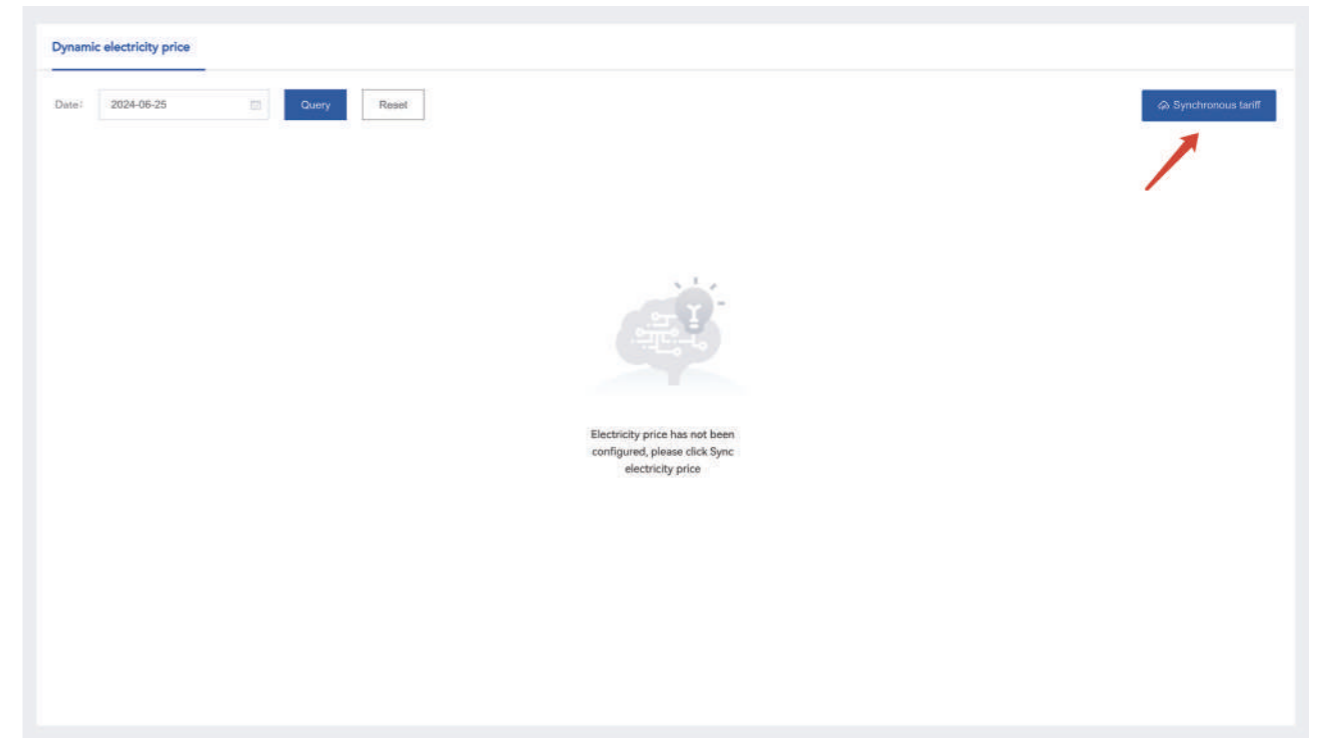 Dynamic electricity price
Date: 2024-06-25 Query Reset Synchronous tariff
Electricity price has not been
configured, please click Sync
electricity price